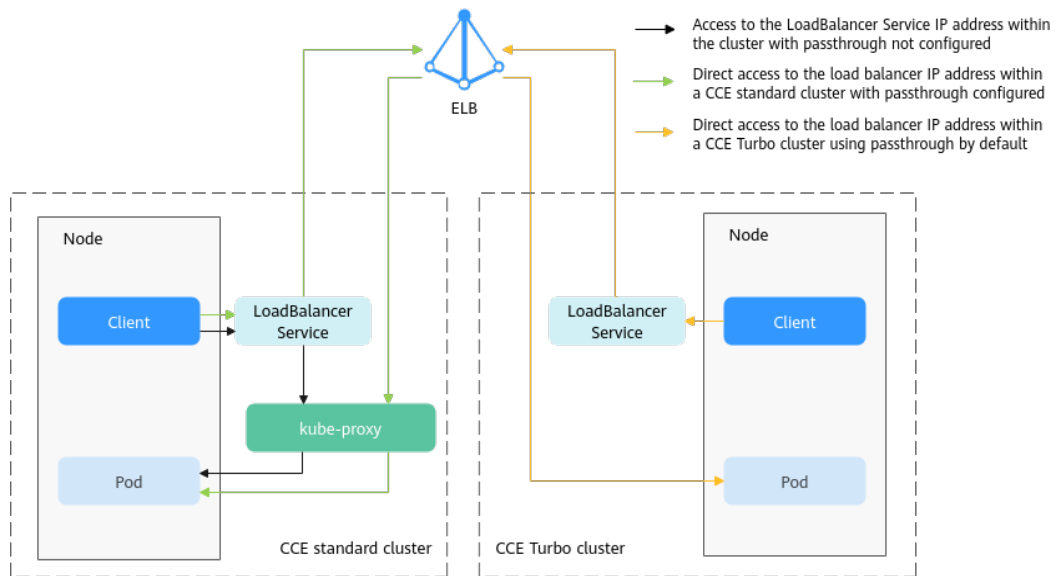 Access to the LoadBalancer Service IP address within
the cluster with passthrough not configured
Direct access to the load balancer IP address within
a CCE standard cluster with passthrough configured
Direct access to the load balancer IP address within
a CCE Turbo cluster using passthrough by default
ELB
Node
Client
LoadBalancer
Service
kube-proxy
Pod
CCE standard cluster
Node
LoadBalancer
Service
Client
Pod
CCE Turbo cluster